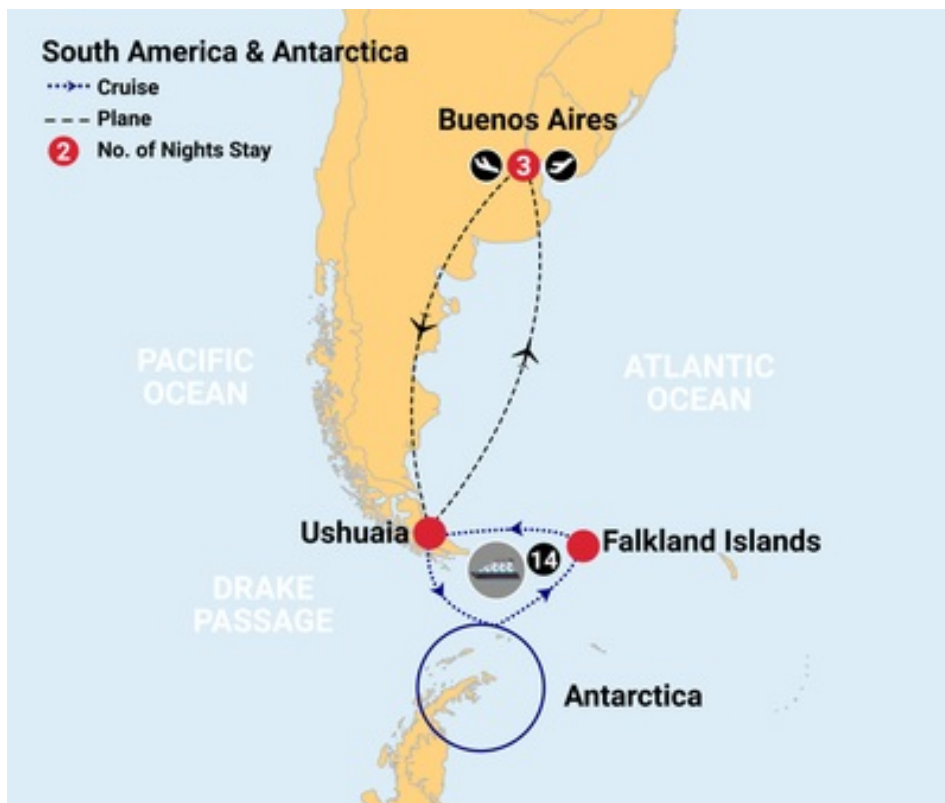 South America & Antarctica
Cruise
Plane
2 No. of Nights Stay
Buenos Aires
3
PACIFIC
OCEAN
ATLANTIC
OCEAN
Ushuaia
14
Falkland Islands
DRAKE
PASSAGE
Antarctica